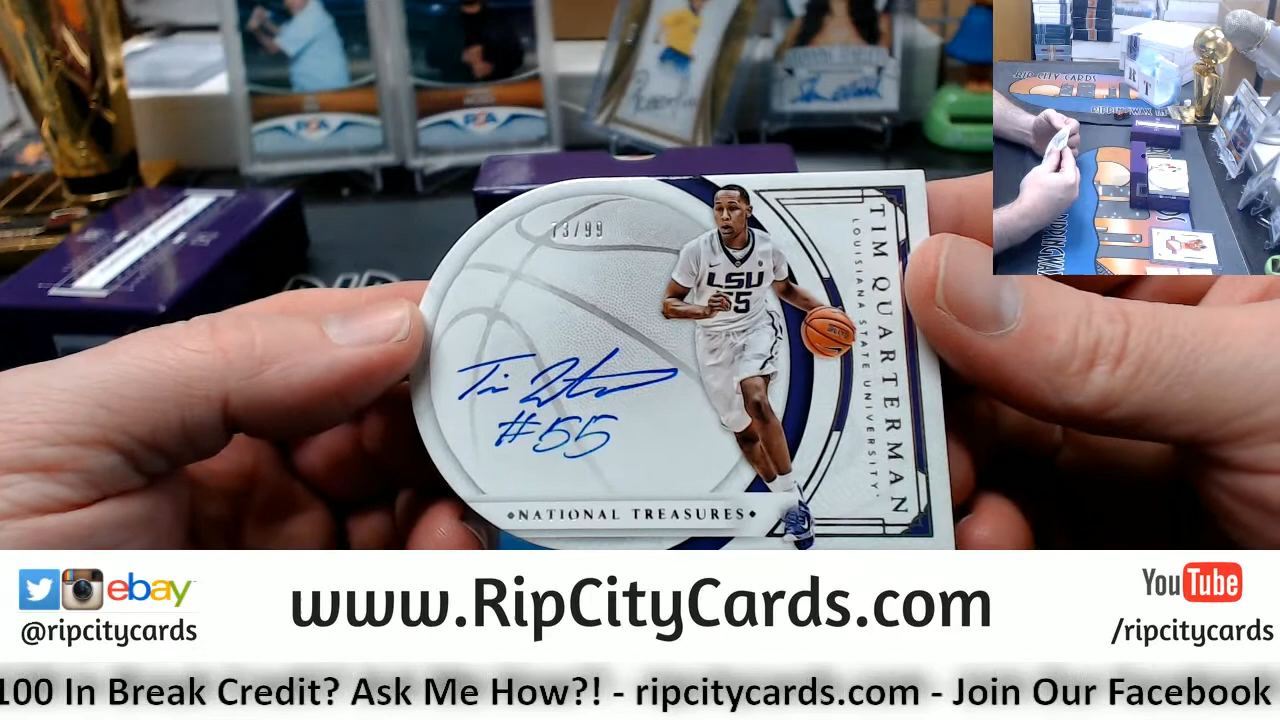 RIP CITY CARDS
73/99
LSU
55
TIM QUARTERMAN
LOUISIANA STATE UNIVERSITY
#55
◆NATIONAL TREASURES◆
ebay
@ripcitycards
www.RipCityCards.com
YouTube
/ripcitycards
100 In Break Credit? Ask Me How?! - ripcitycards.com - Join Our Facebook